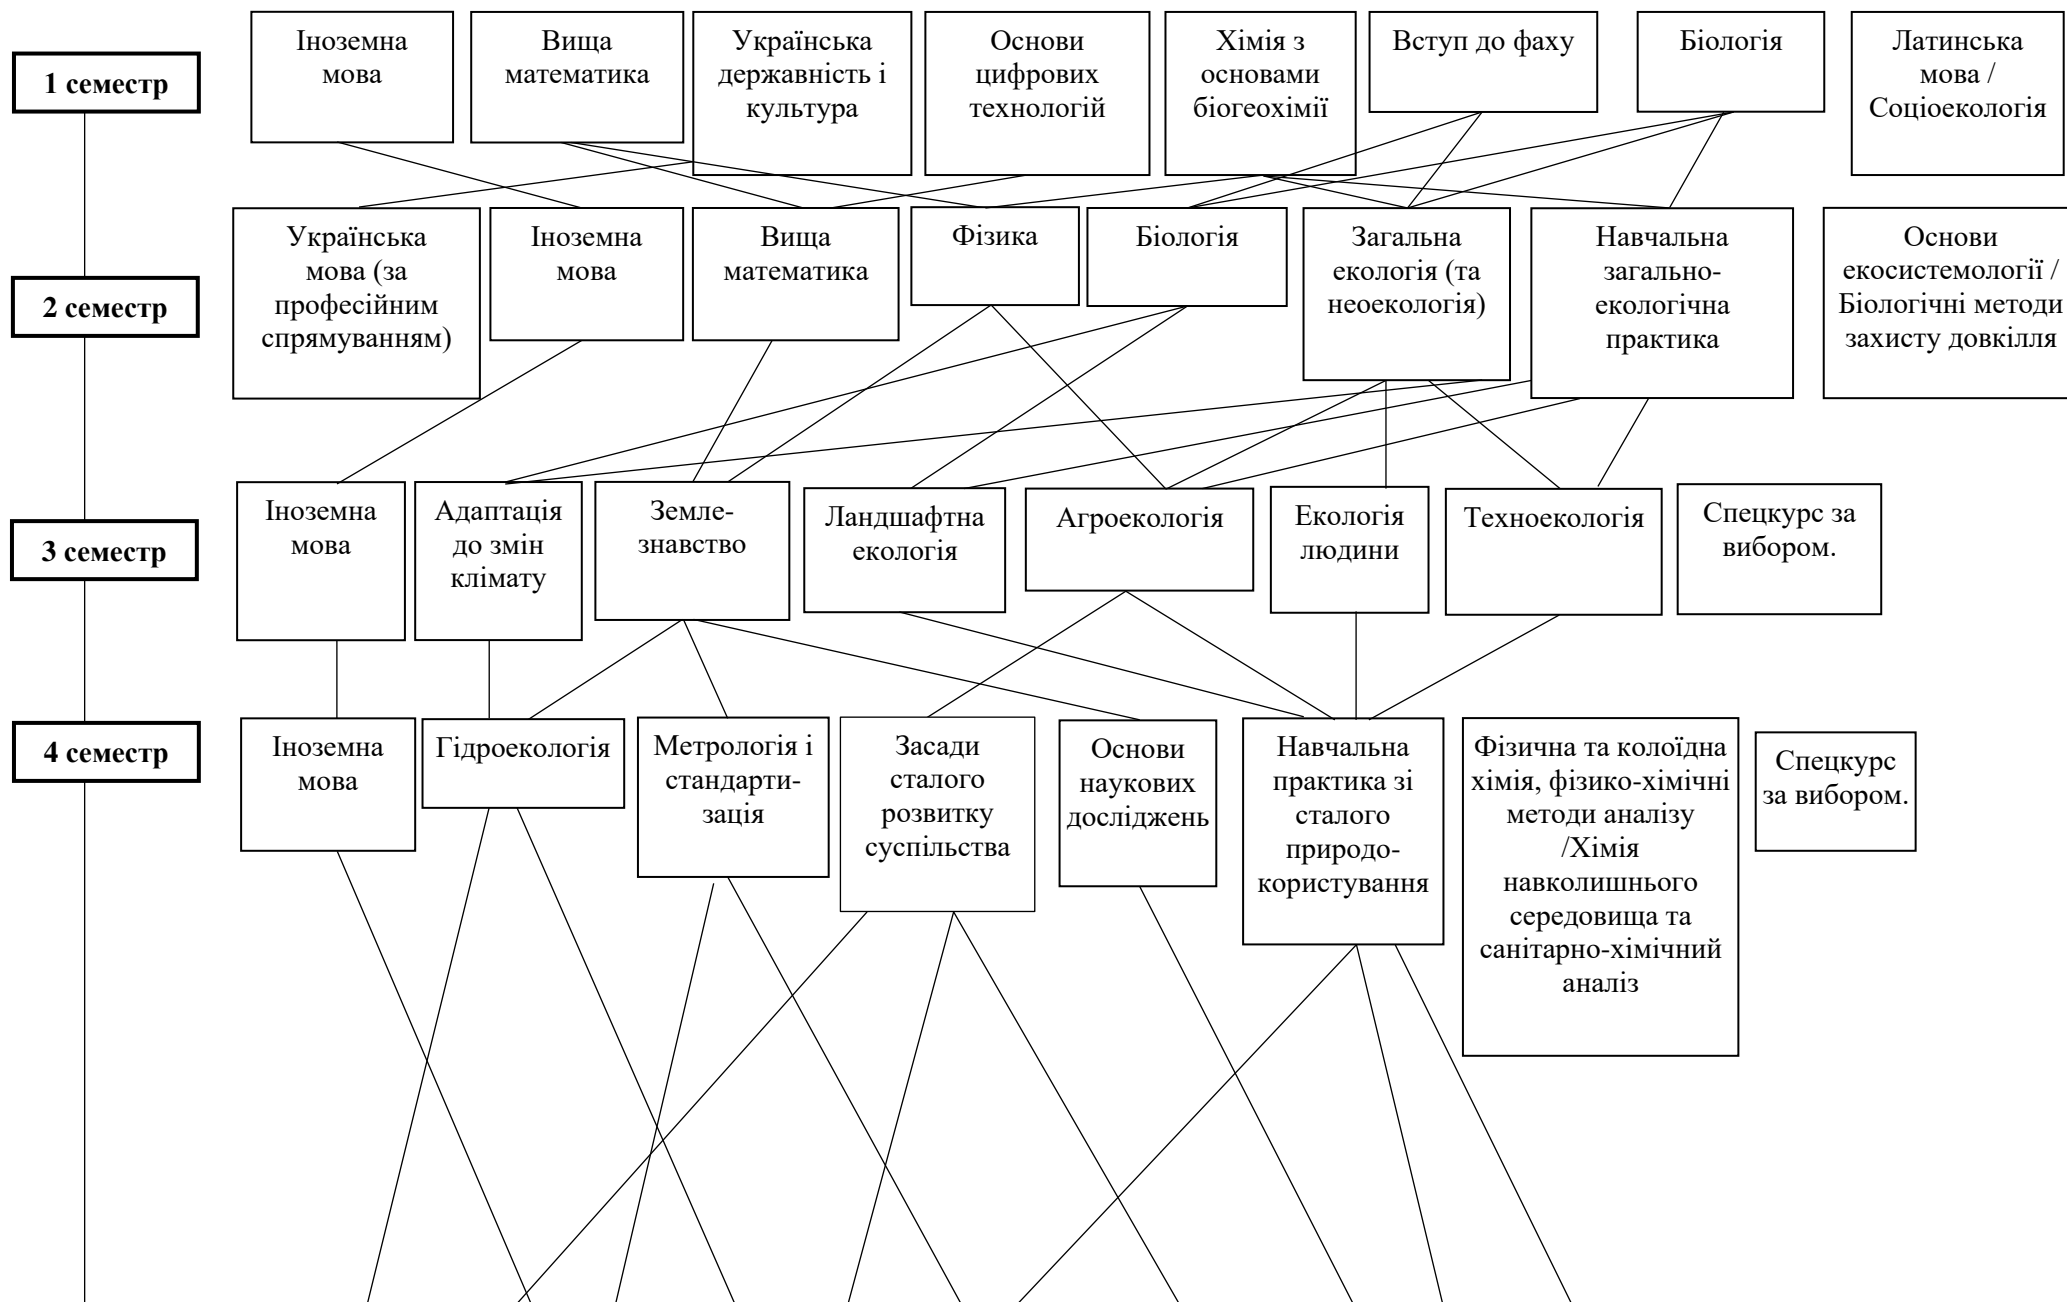 1 семестр
Іноземна
мова
Вища
математика
Українська
державність і
культура
Основи
цифрових
технологій
Хімія з
основами
біогеохімії
Вступ до фаху
Біологія
Латинська
мова /
Соціоекологія
2 семестр
Українська
мова (за
професійним
спрямуванням)
Іноземна
мова
Вища
математика
Фізика
Біологія
Загальна
екологія (та
неоекологія)
Навчальна
загально-
екологічна
практика
Основи
екосистемології /
Біологічні методи
захисту довкілля
3 семестр
Іноземна
мова
Адаптація
до змін
клімату
Земле-
знавство
Ландшафтна
екологія
Агроекологія
Екологія
людини
Техноекологія
Спецкурс за
вибором.
4 семестр
Іноземна
мова
Гідроекологія
Метрологія і
стандарти-
зація
Засади
сталого
розвитку
суспільства
Основи
наукових
досліджень
Навчальна
практика зі
сталого
природо-
користування
Фізична та колоїдна
хімія, фізико-хімічні
методи аналізу
/Хімія
навколишнього
середовища та
санітарно-хімічний
аналіз
Спецкурс
за вибором.